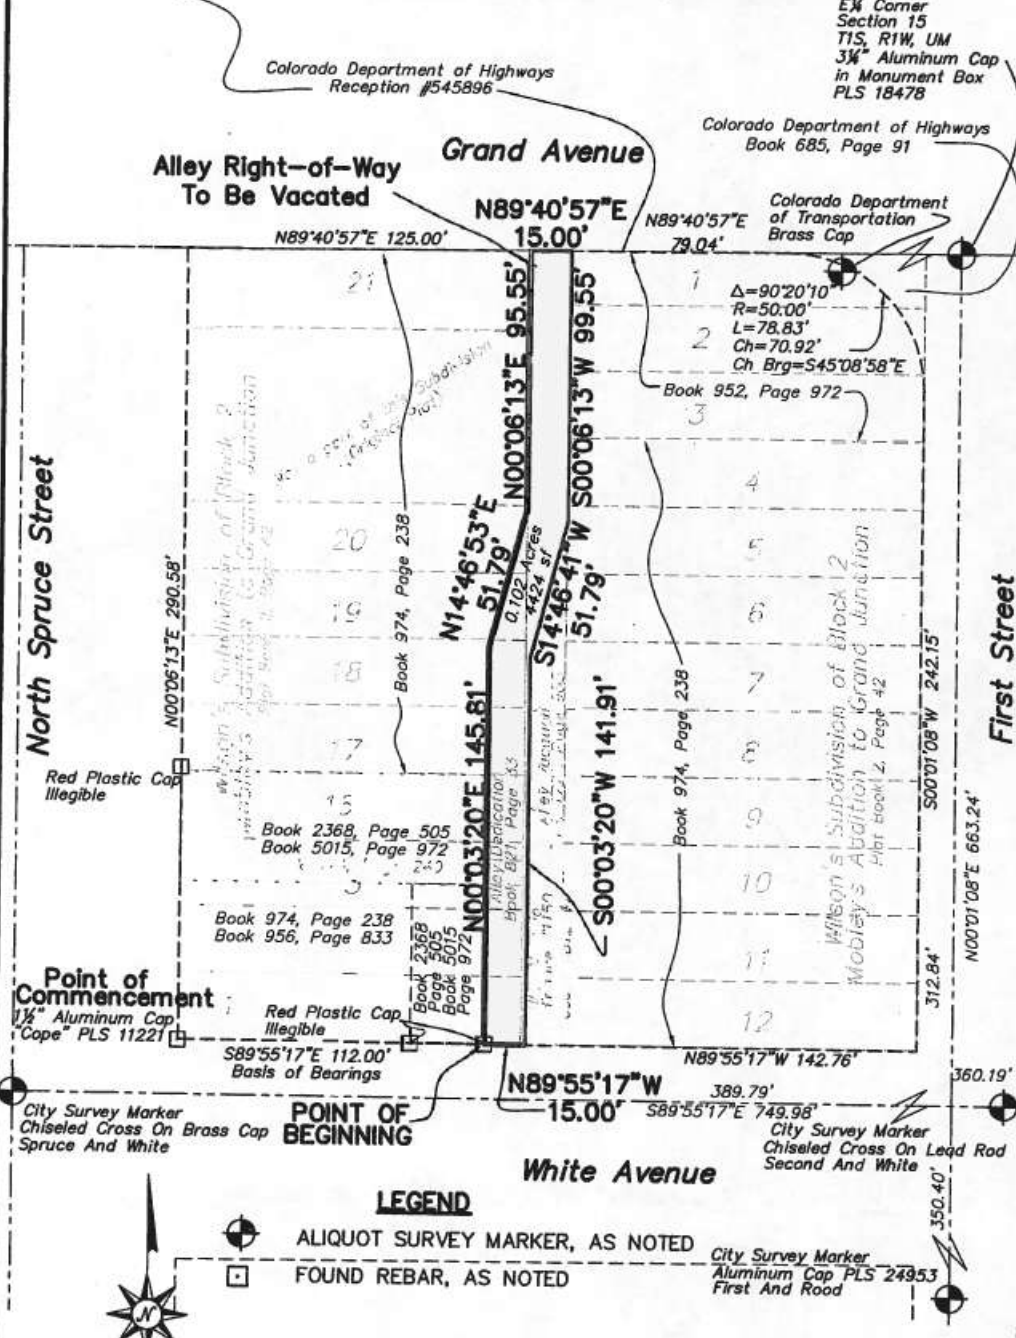 E¼ Corner
Section 15
T1S, R1W, UM
3¼" Aluminum Cap
in Monument Box
PLS 18478
Colorado Department of Highways
Reception #545896
Colorado Department of Highways
Book 685, Page 91
Grand Avenue
Alley Right-of-Way
To Be Vacated
Colorado Department
of Transportation
Brass Cap
N89°40'57"E
15.00'
N89°40'57"E
79.04'
N89°40'57"E 125.00'
21
1
2
3
4
5
6
7
8
9
10
11
12
Δ=90°20'10"
R=50.00'
L=78.83'
Ch=70.92'
Ch Brg=S45°08'58"E
Book 952, Page 972
N00°06'13"E 95.55'
S00°06'13"W 99.55'
N14°46'53"E
51.79'
0.102 Acres
4424 sf
S14°46'41"W
51.79'
N00°03'20"E 145.81'
S00°03'20"W 141.91'
Alley Dedication
Book 821, Page 63
Book 974, Page 238
Book 974, Page 238
20
19
18
17
15
North Spruce Street
N00°06'13"E 290.58'
First Street
Wilson's Subdivision of Block 2
Mobley's Addition to Grand Junction
Plat Book 2, Page 42
S00°01'08"W 242.15'
312.84'
N00°01'08"E 663.24'
Red Plastic Cap
Illegible
Book 2368, Page 505
Book 5015, Page 972
Book 974, Page 238
Book 956, Page 833
Book 2368
Page 505
Book 5015
Page 972
Point of
Commencement
1½" Aluminum Cap
"Cope" PLS 11221
Red Plastic Cap
Illegible
S89°55'17"E 112.00'
Basis of Bearings
N89°55'17"W 142.76'
N89°55'17"W
15.00'
389.79'
S89°55'17"E 749.98'
360.19'
City Survey Marker
Chiseled Cross On Brass Cap
Spruce And White
POINT OF
BEGINNING
City Survey Marker
Chiseled Cross On Lead Rod
Second And White
White Avenue
350.40'
LEGEND
ALIQUOT SURVEY MARKER, AS NOTED
FOUND REBAR, AS NOTED
City Survey Marker
Aluminum Cap PLS 24953
First And Rood
N